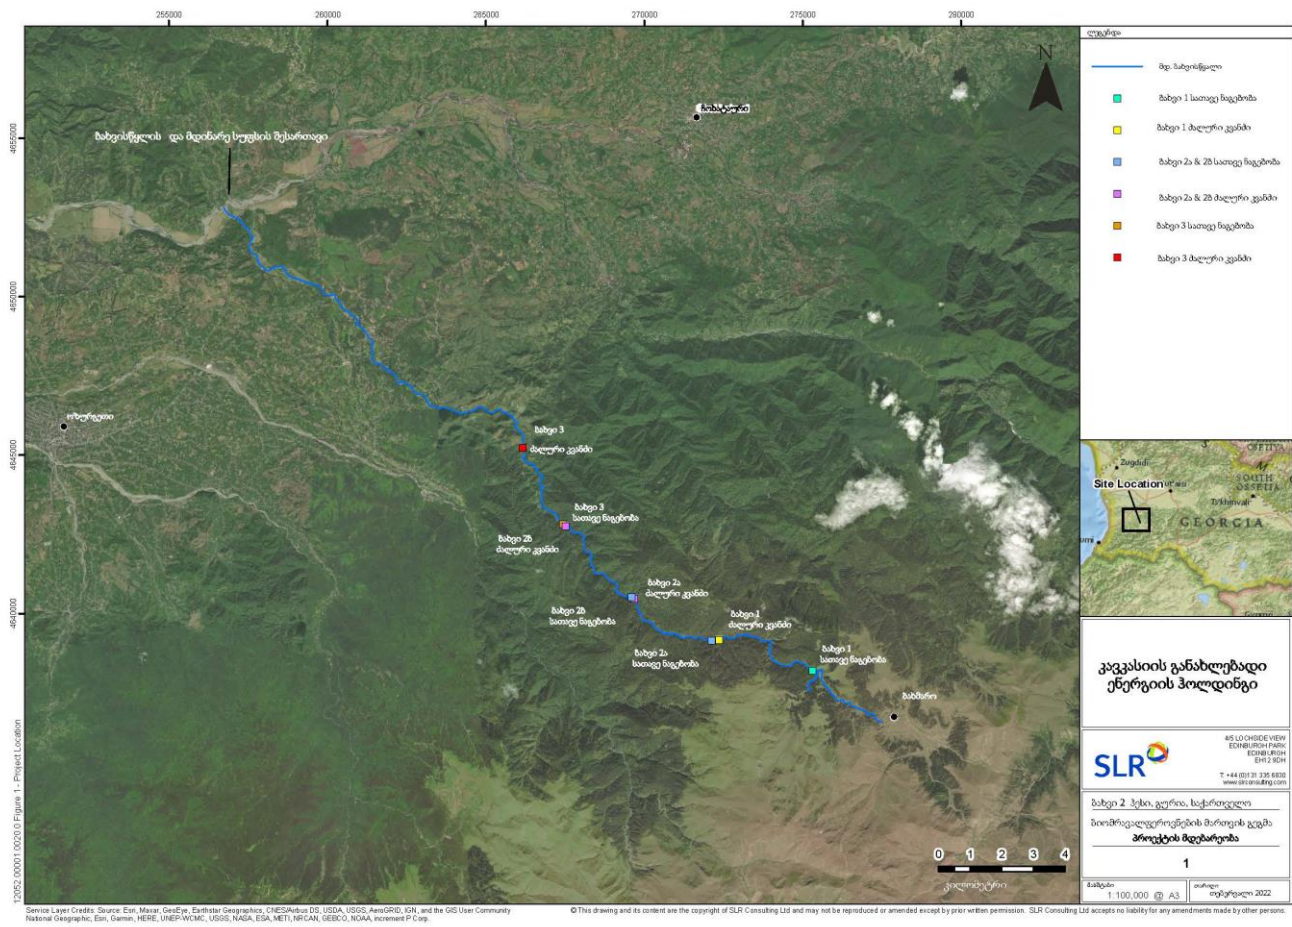 255000
260000
265000
270000
275000
280000
4655000
4650000
4645000
4640000
N
ჩოხატაური
ბახვისწყლის და მდინარე სუფსის შესართავი
ოზურგეთი
ბახვი 3
ძალური კვანძი
ბახვი 3
სათავე ნაგებობა
ბახვი 2ბ
ძალური კვანძი
ბახვი 2ა
ძალური კვანძი
ბახვი 2ბ
სათავე ნაგებობა
ბახვი 1
ძალური კვანძი
ბახვი 2ა
სათავე ნაგებობა
ბახვი 1
სათავე ნაგებობა
ბახმარო
0 1 2 3 4
კილომეტრი
ლეგენდა
მდ. ბახვისწყალი
ბახვი 1 სათავე ნაგებობა
ბახვი 1 ძალური კვანძი
ბახვი 2ა & 2ბ სათავე ნაგებობა
ბახვი 2ა & 2ბ ძალური კვანძი
ბახვი 3 სათავე ნაგებობა
ბახვი 3 ძალური კვანძი
OSETIYA
Zugdidi
SOUTH
OSSETIA
Site Location
Ts'khinvali
GEORGIA
კავკასიის განახლებადი
ენერგიის ჰოლდინგი
SLR
4/5 LOCHSIDE VIEW
EDINBURGH PARK
EDINBURGH
EH12 9DH
T: +44 (0)131 335 6830
www.slrconsulting.com
ბახვი 2 ჰესი, გურია, საქართველო
ბიომრავალფეროვნების მართვის გეგმა
პროექტის მდებარეობა
1
მასშტაბი
1:100,000 @ A3
თარიღი
თებერვალი 2022
12052.00001.0020.0 Figure 1 - Project Location
Service Layer Credits: Source: Esri, Maxar, GeoEye, Earthstar Geographics, CNES/Airbus DS, USDA, USGS, AeroGRID, IGN, and the GIS User Community
National Geographic, Esri, Garmin, HERE, UNEP-WCMC, USGS, NASA, ESA, METI, NRCAN, GEBCO, NOAA, increment P Corp.
© This drawing and its content are the copyright of SLR Consulting Ltd and may not be reproduced or amended except by prior written permission. SLR Consulting Ltd accepts no liability for any amendments made by other persons.